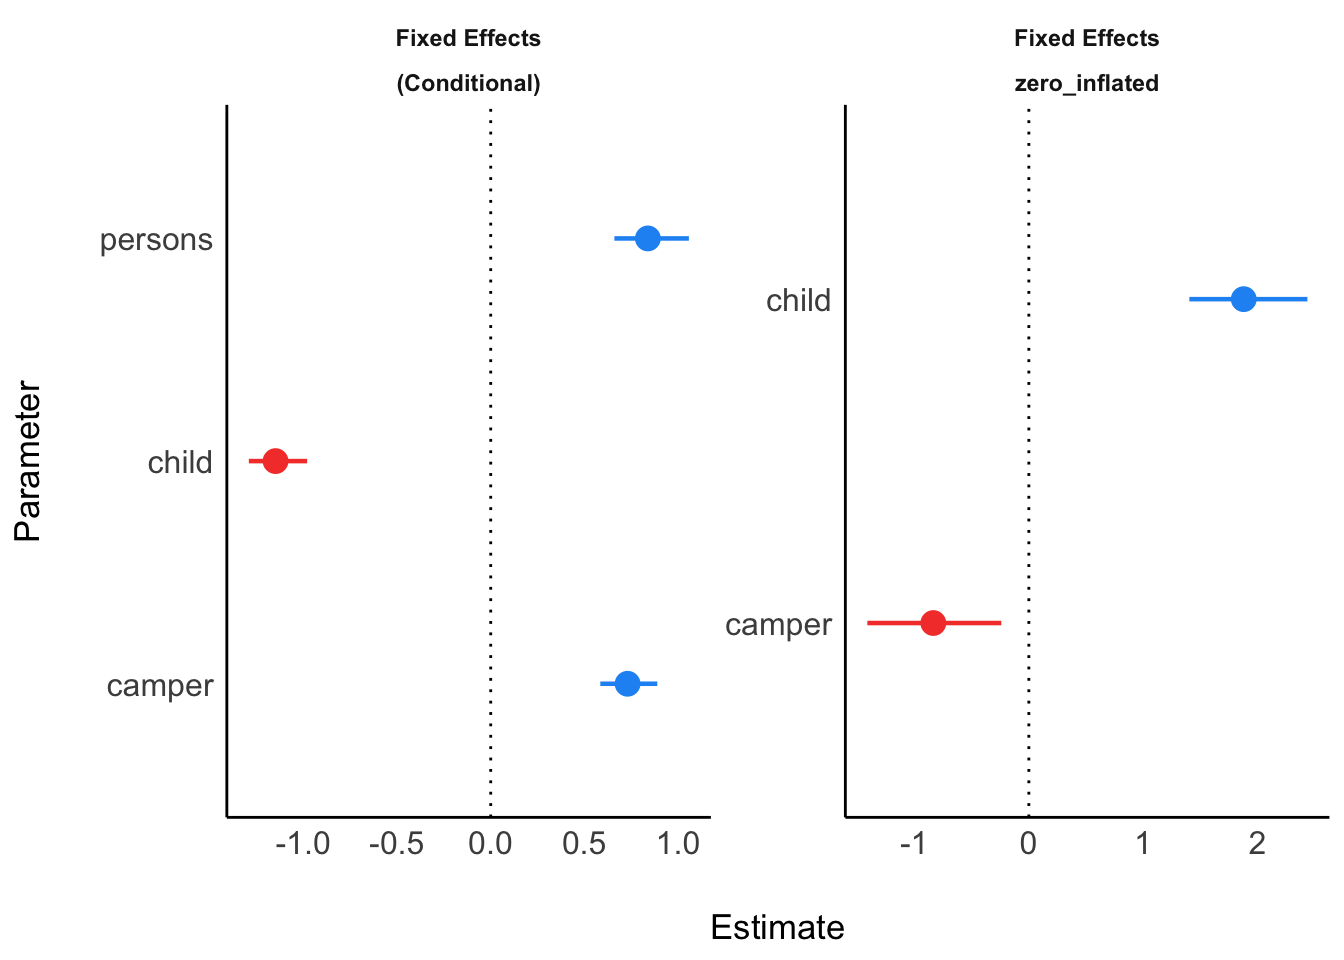 Fixed Effects
(Conditional)
Fixed Effects
zero_inflated
Parameter
persons
child
camper
-1.0 -0.5 0.0 0.5 1.0
child
camper
-1 0 1 2
Estimate